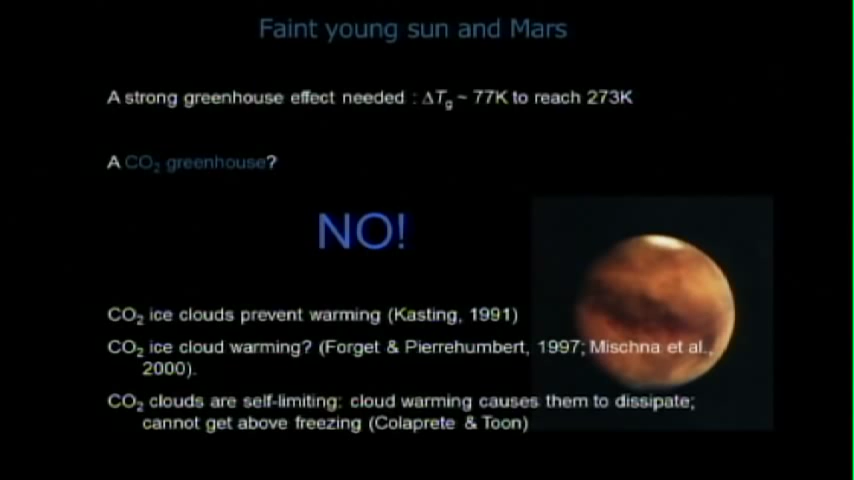 Faint young sun and Mars
A strong greenhouse effect needed : ΔTg ~ 77K to reach 273K
A CO₂ greenhouse?
NO!
CO₂ ice clouds prevent warming (Kasting, 1991)
CO₂ ice cloud warming? (Forget & Pierrehumbert, 1997; Mischna et al.,
2000).
CO₂ clouds are self-limiting: cloud warming causes them to dissipate;
cannot get above freezing (Colaprete & Toon)